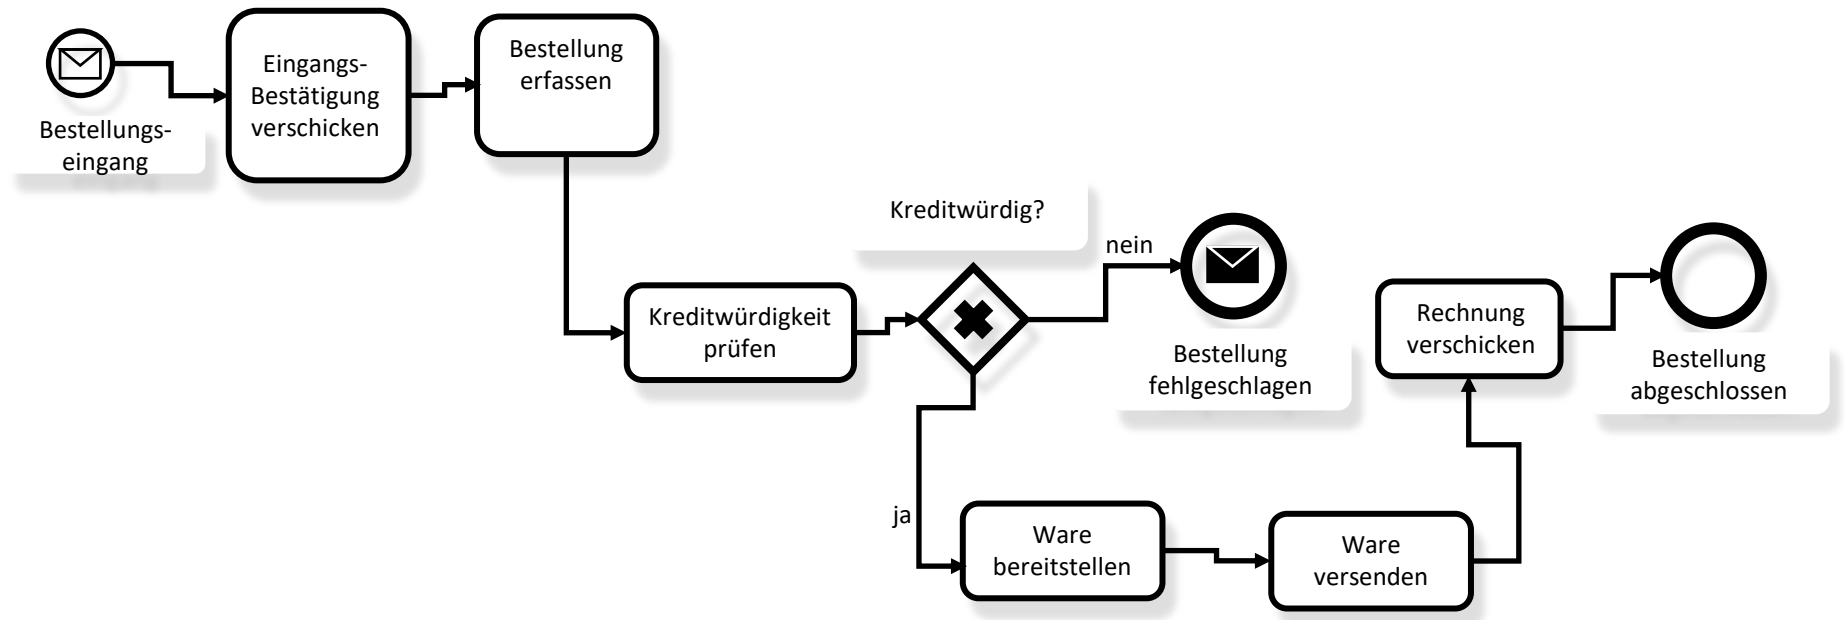 Bestellungs-
eingang
Eingangs-
Bestätigung
verschicken
Bestellung
erfassen
Kreditwürdigkeit
prüfen
Kreditwürdig?
nein
Bestellung
fehlgeschlagen
ja
Ware
bereitstellen
Ware
versenden
Rechnung
verschicken
Bestellung
abgeschlossen